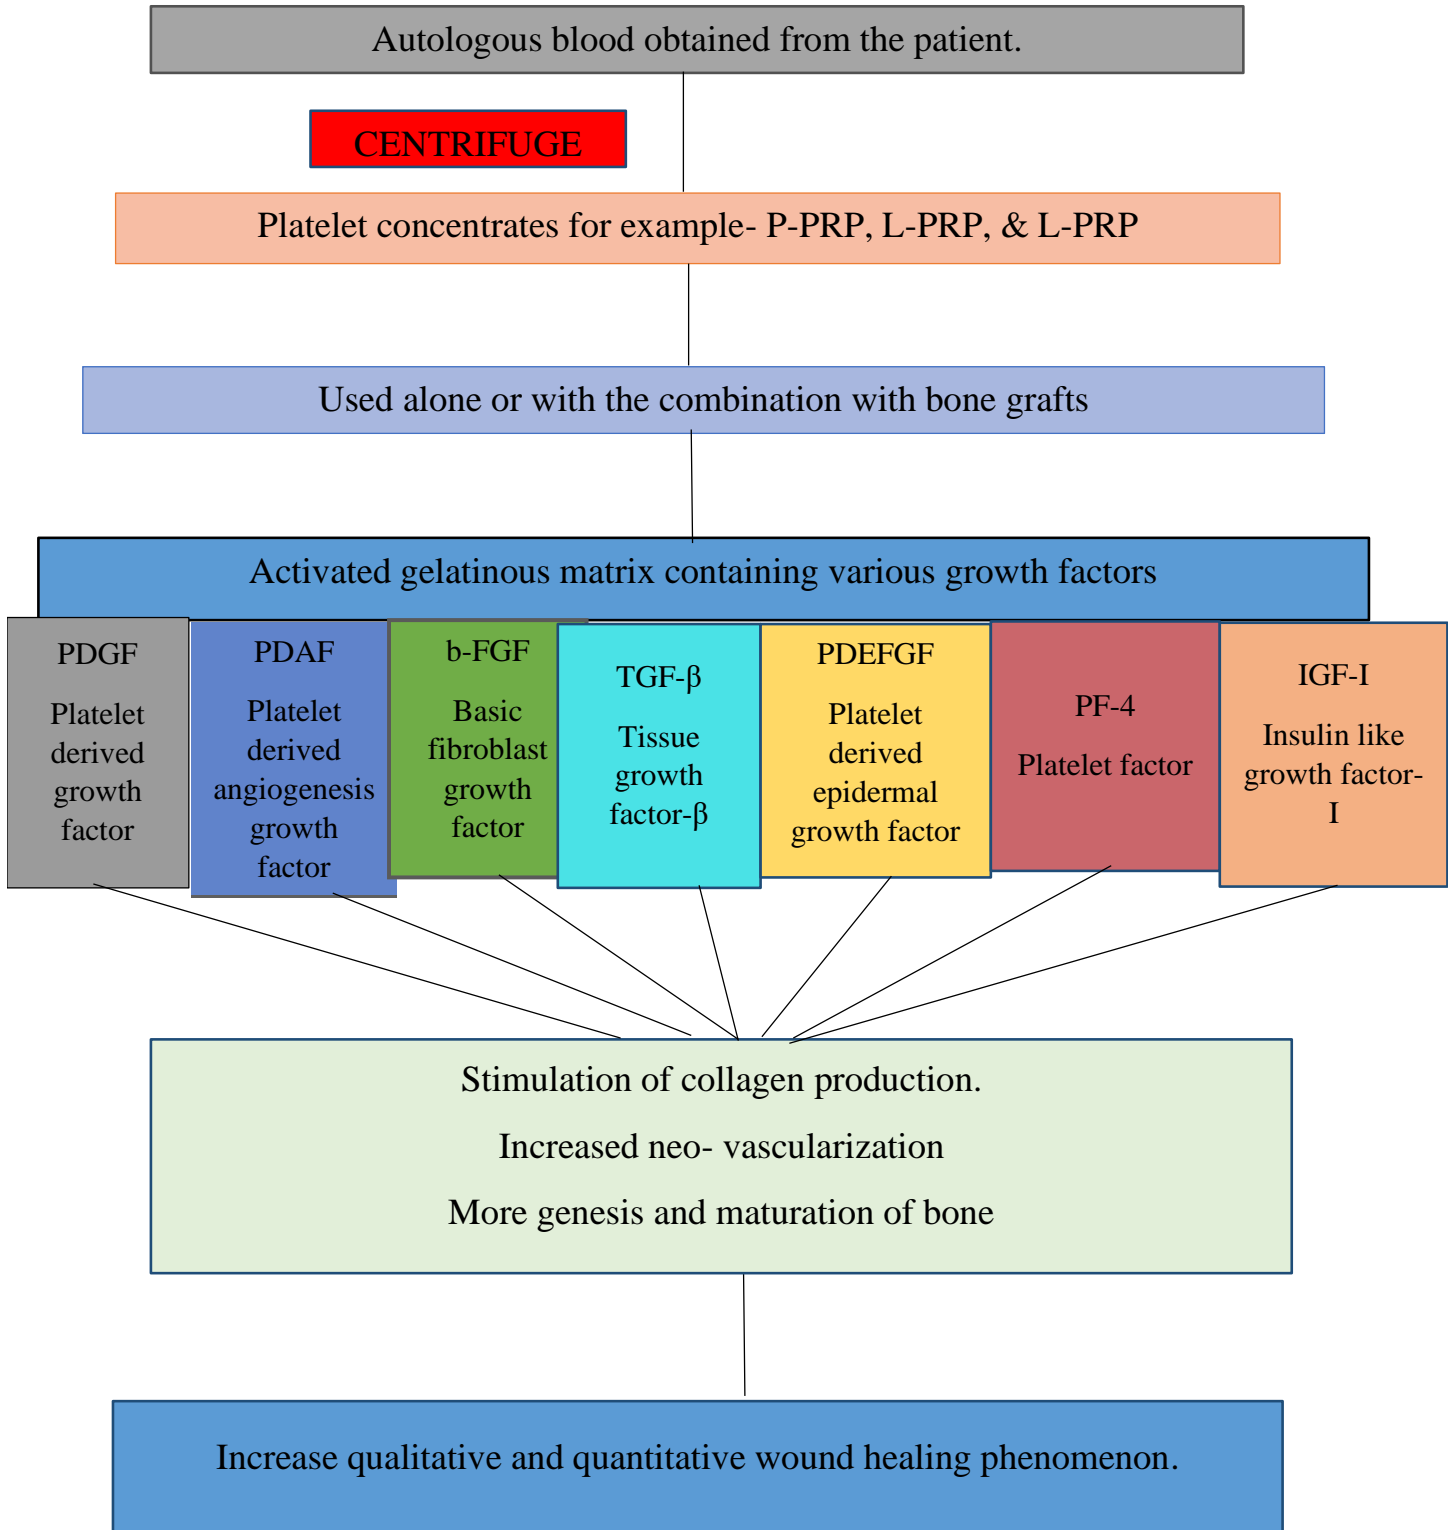 Autologous blood obtained from the patient.
CENTRIFUGE
Platelet concentrates for example- P-PRP, L-PRP, & L-PRP
Used alone or with the combination with bone grafts
Activated gelatinous matrix containing various growth factors
PDGF
Platelet
derived
growth
factor
PDAF
Platelet
derived
angiogenesis
growth
factor
b-FGF
Basic
fibroblast
growth
factor
TGF-β
Tissue
growth
factor-β
PDEFGF
Platelet
derived
epidermal
growth factor
PF-4
Platelet factor
IGF-I
Insulin like
growth factor-
I
Stimulation of collagen production.
Increased neo- vascularization
More genesis and maturation of bone
Increase qualitative and quantitative wound healing phenomenon.